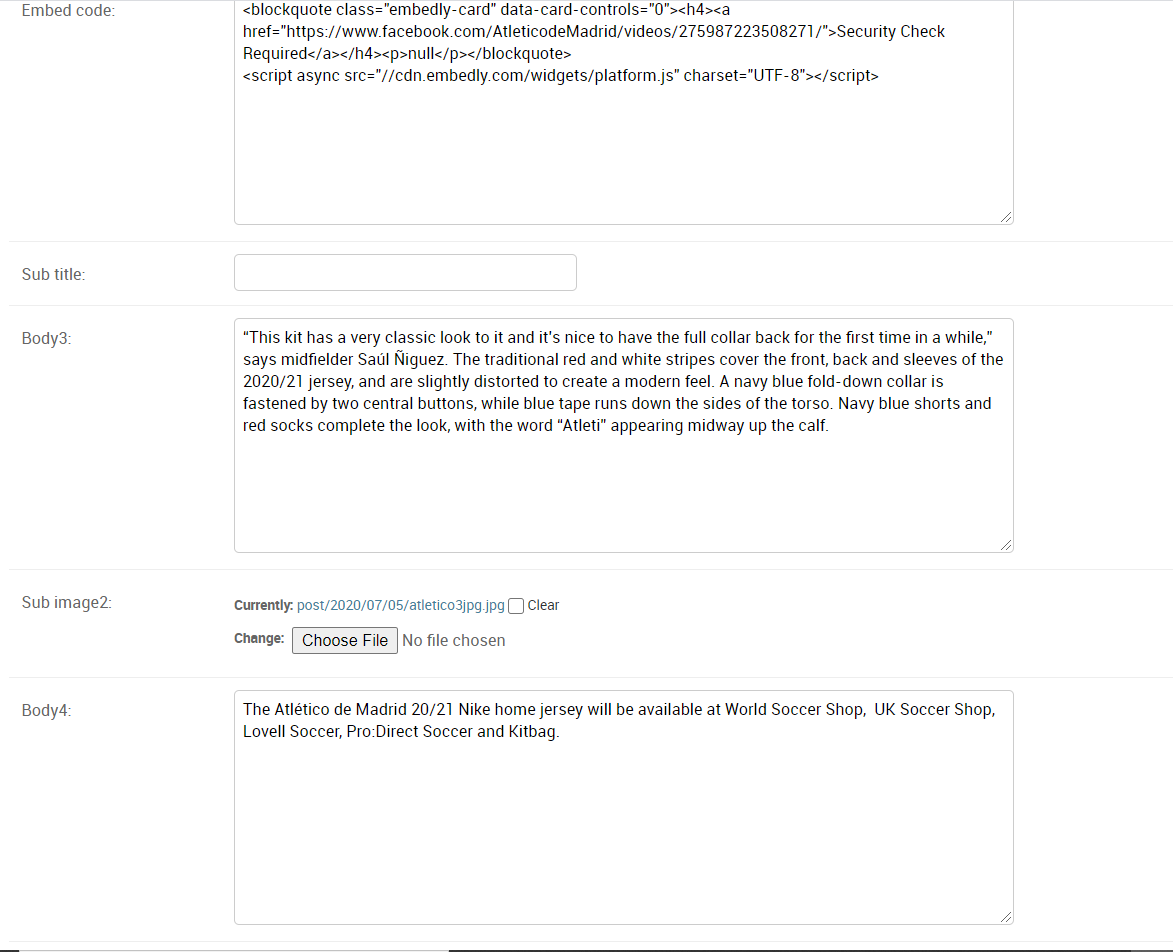 Embed code:
<blockquote class="embedly-card" data-card-controls="0"><h4><a
href="https://www.facebook.com/AtleticodeMadrid/videos/275987223508271/">Security Check
Required</a></h4><p>null</p></blockquote>
<script async src="//cdn.embedly.com/widgets/platform.js" charset="UTF-8"></script>
Sub title:
Body3:
“This kit has a very classic look to it and it's nice to have the full collar back for the first time in a while,”
says midfielder Saúl Ñiguez. The traditional red and white stripes cover the front, back and sleeves of the
2020/21 jersey, and are slightly distorted to create a modern feel. A navy blue fold-down collar is
fastened by two central buttons, while blue tape runs down the sides of the torso. Navy blue shorts and
red socks complete the look, with the word “Atleti” appearing midway up the calf.
Sub image2:
Currently: post/2020/07/05/atletico3jpg.jpg Clear
Change: Choose File No file chosen
Body4:
The Atlético de Madrid 20/21 Nike home jersey will be available at World Soccer Shop,  UK Soccer Shop,
Lovell Soccer, Pro:Direct Soccer and Kitbag.